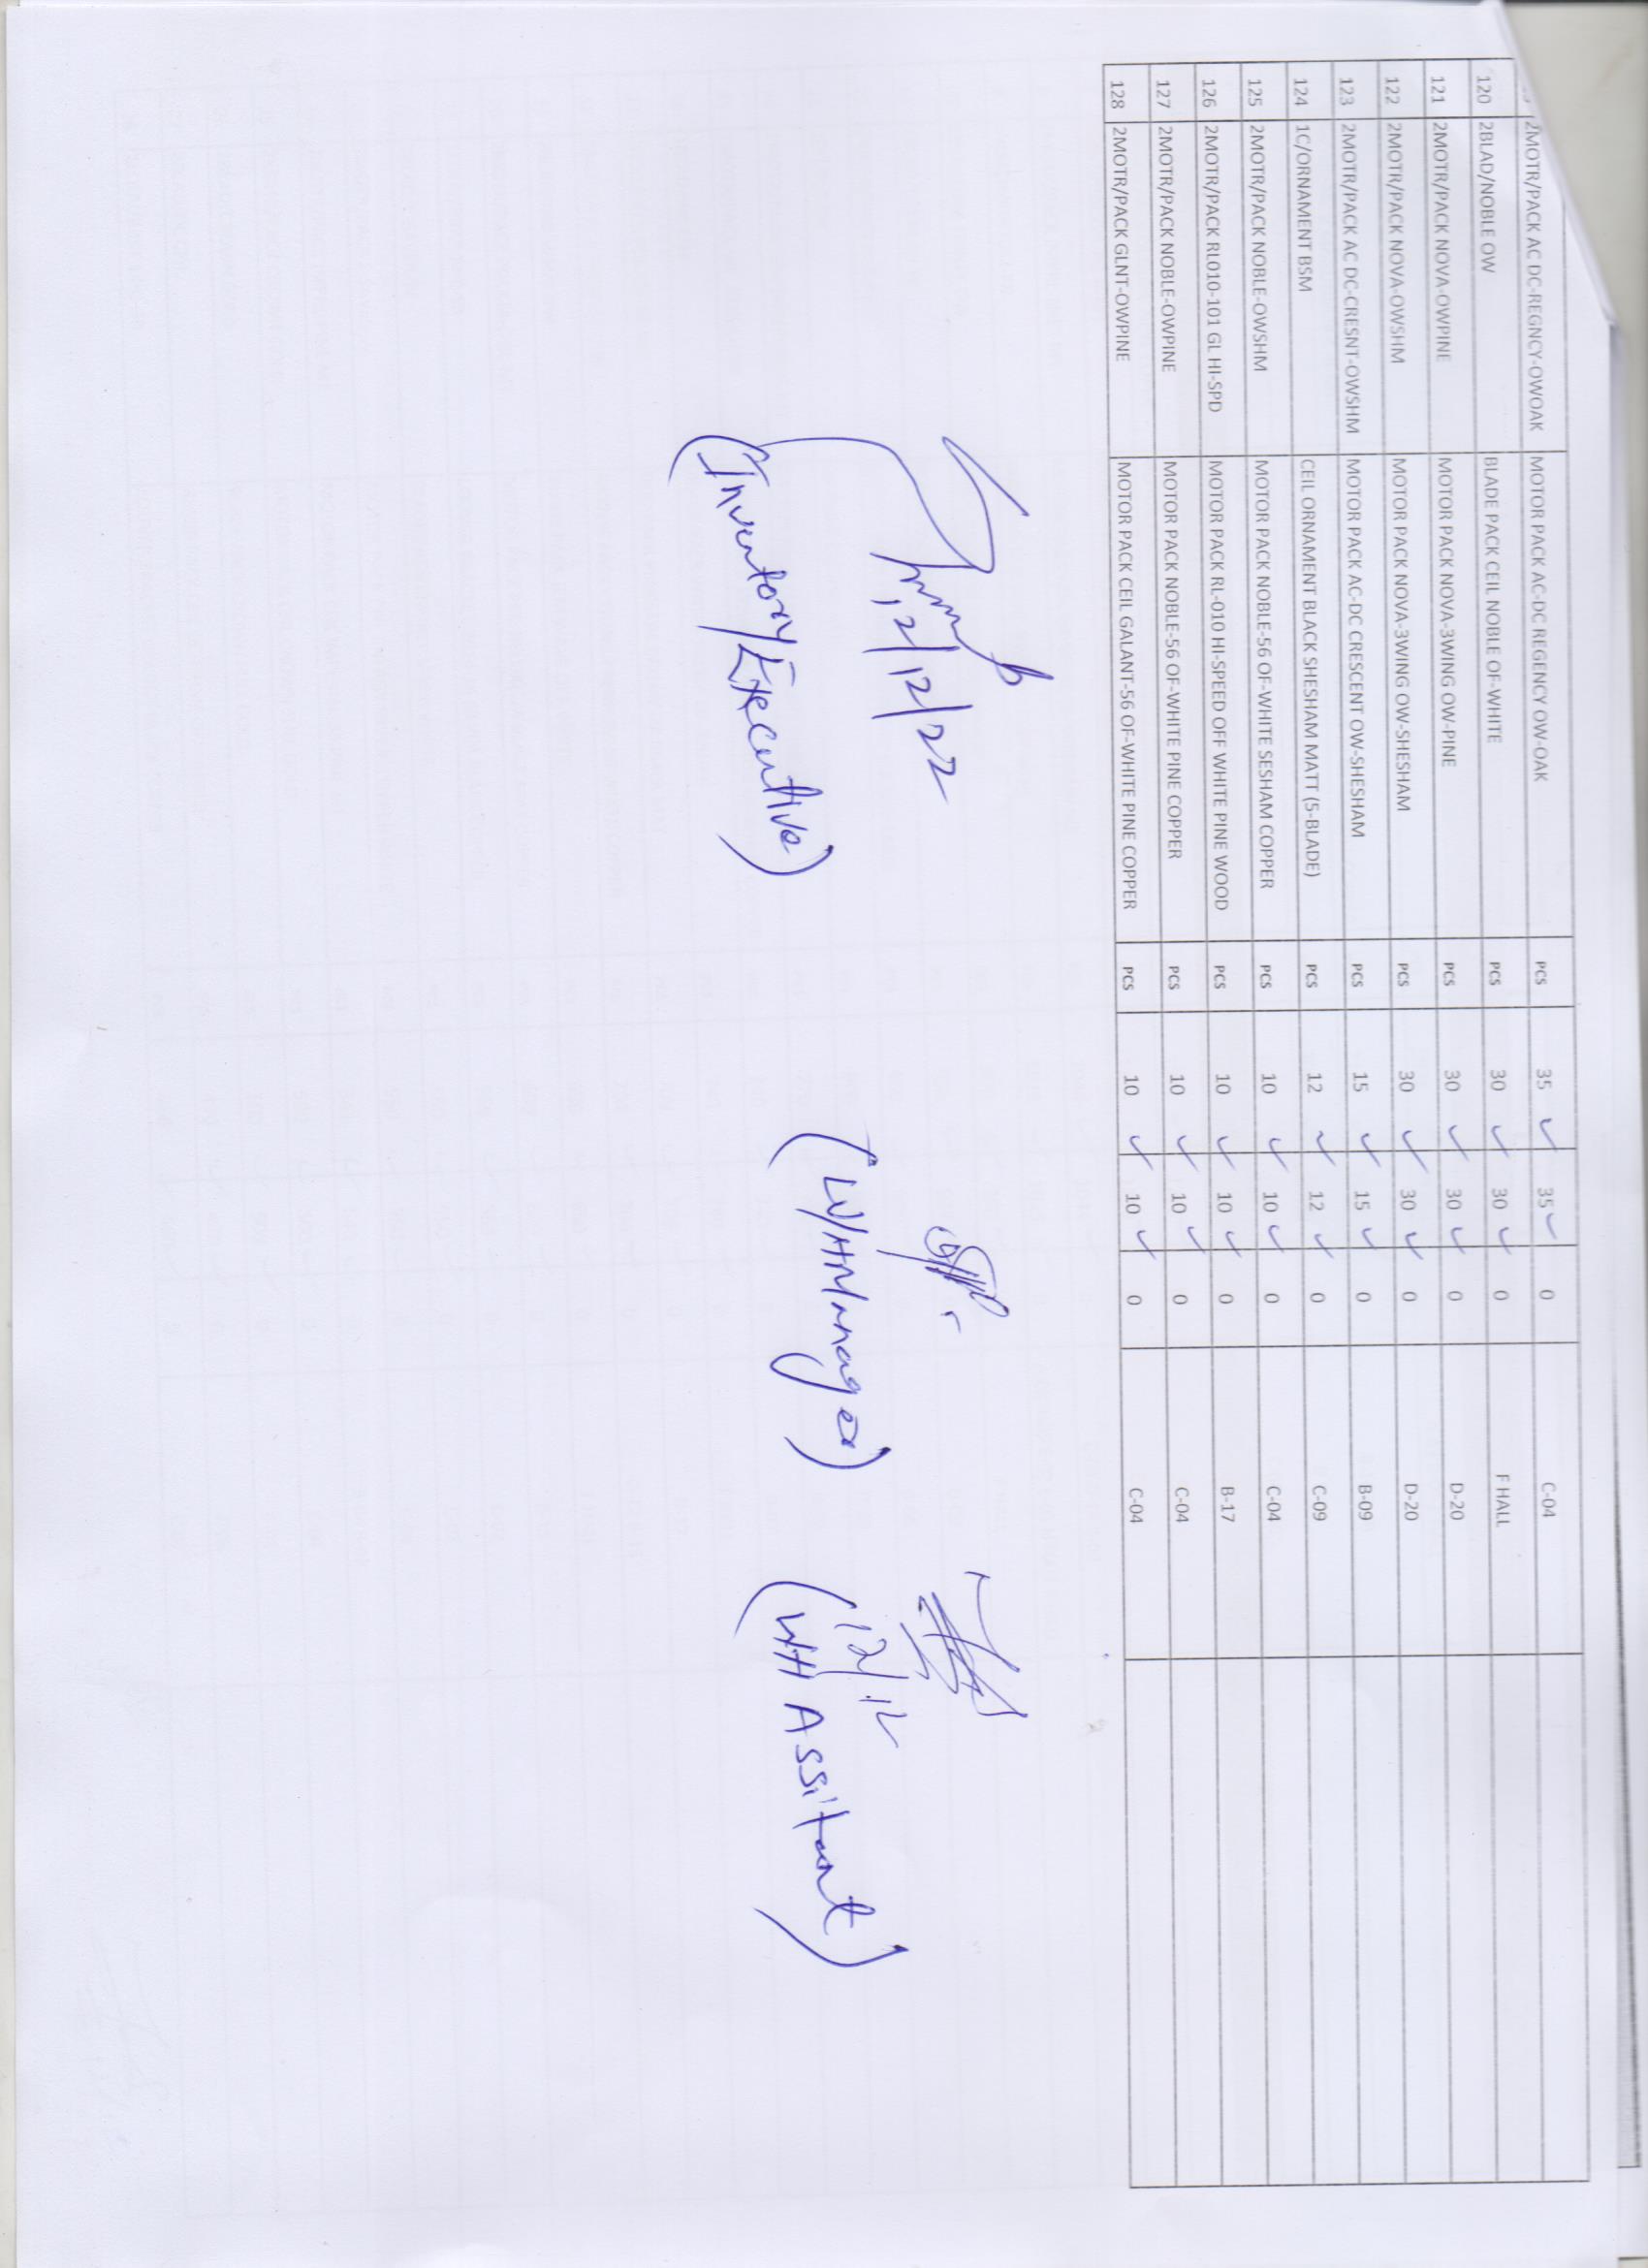 2MOTR/PACK AC DC-REGNCY-OWOAK MOTOR PACK AC-DC REGENCY OW-OAK PCS 35 35 0 C-04
120 2BLAD/NOBLE OW BLADE PACK CEIL NOBLE OF-WHITE PCS 30 30 0 F HALL
121 2MOTR/PACK NOVA-OWPINE MOTOR PACK NOVA-3WING OW-PINE PCS 30 30 0 D-20
122 2MOTR/PACK NOVA-OWSHM MOTOR PACK NOVA-3WING OW-SHESHAM PCS 30 30 0 D-20
123 2MOTR/PACK AC DC-CRESNT-OWSHM MOTOR PACK AC-DC CRESCENT OW-SHESHAM PCS 15 15 0 B-09
124 1C/ORNAMENT BSM CEIL ORNAMENT BLACK SHESHAM MATT (5-BLADE) PCS 12 12 0 C-09
125 2MOTR/PACK NOBLE-OWSHM MOTOR PACK NOBLE-56 OF-WHITE SESHAM COPPER PCS 10 10 0 C-04
126 2MOTR/PACK RL010-101 GL HI-SPD MOTOR PACK RL-010 HI-SPEED OFF WHITE PINE WOOD PCS 10 10 0 B-17
127 2MOTR/PACK NOBLE-OWPINE MOTOR PACK NOBLE-56 OF-WHITE PINE COPPER PCS 10 10 0 C-04
128 2MOTR/PACK GLNT-OWPINE MOTOR PACK CEIL GALANT-56 OF-WHITE PINE COPPER PCS 10 10 0 C-04
12/12/22
12/12
(Inventory Executive)
(W/H Manager)
(WH Assitant)